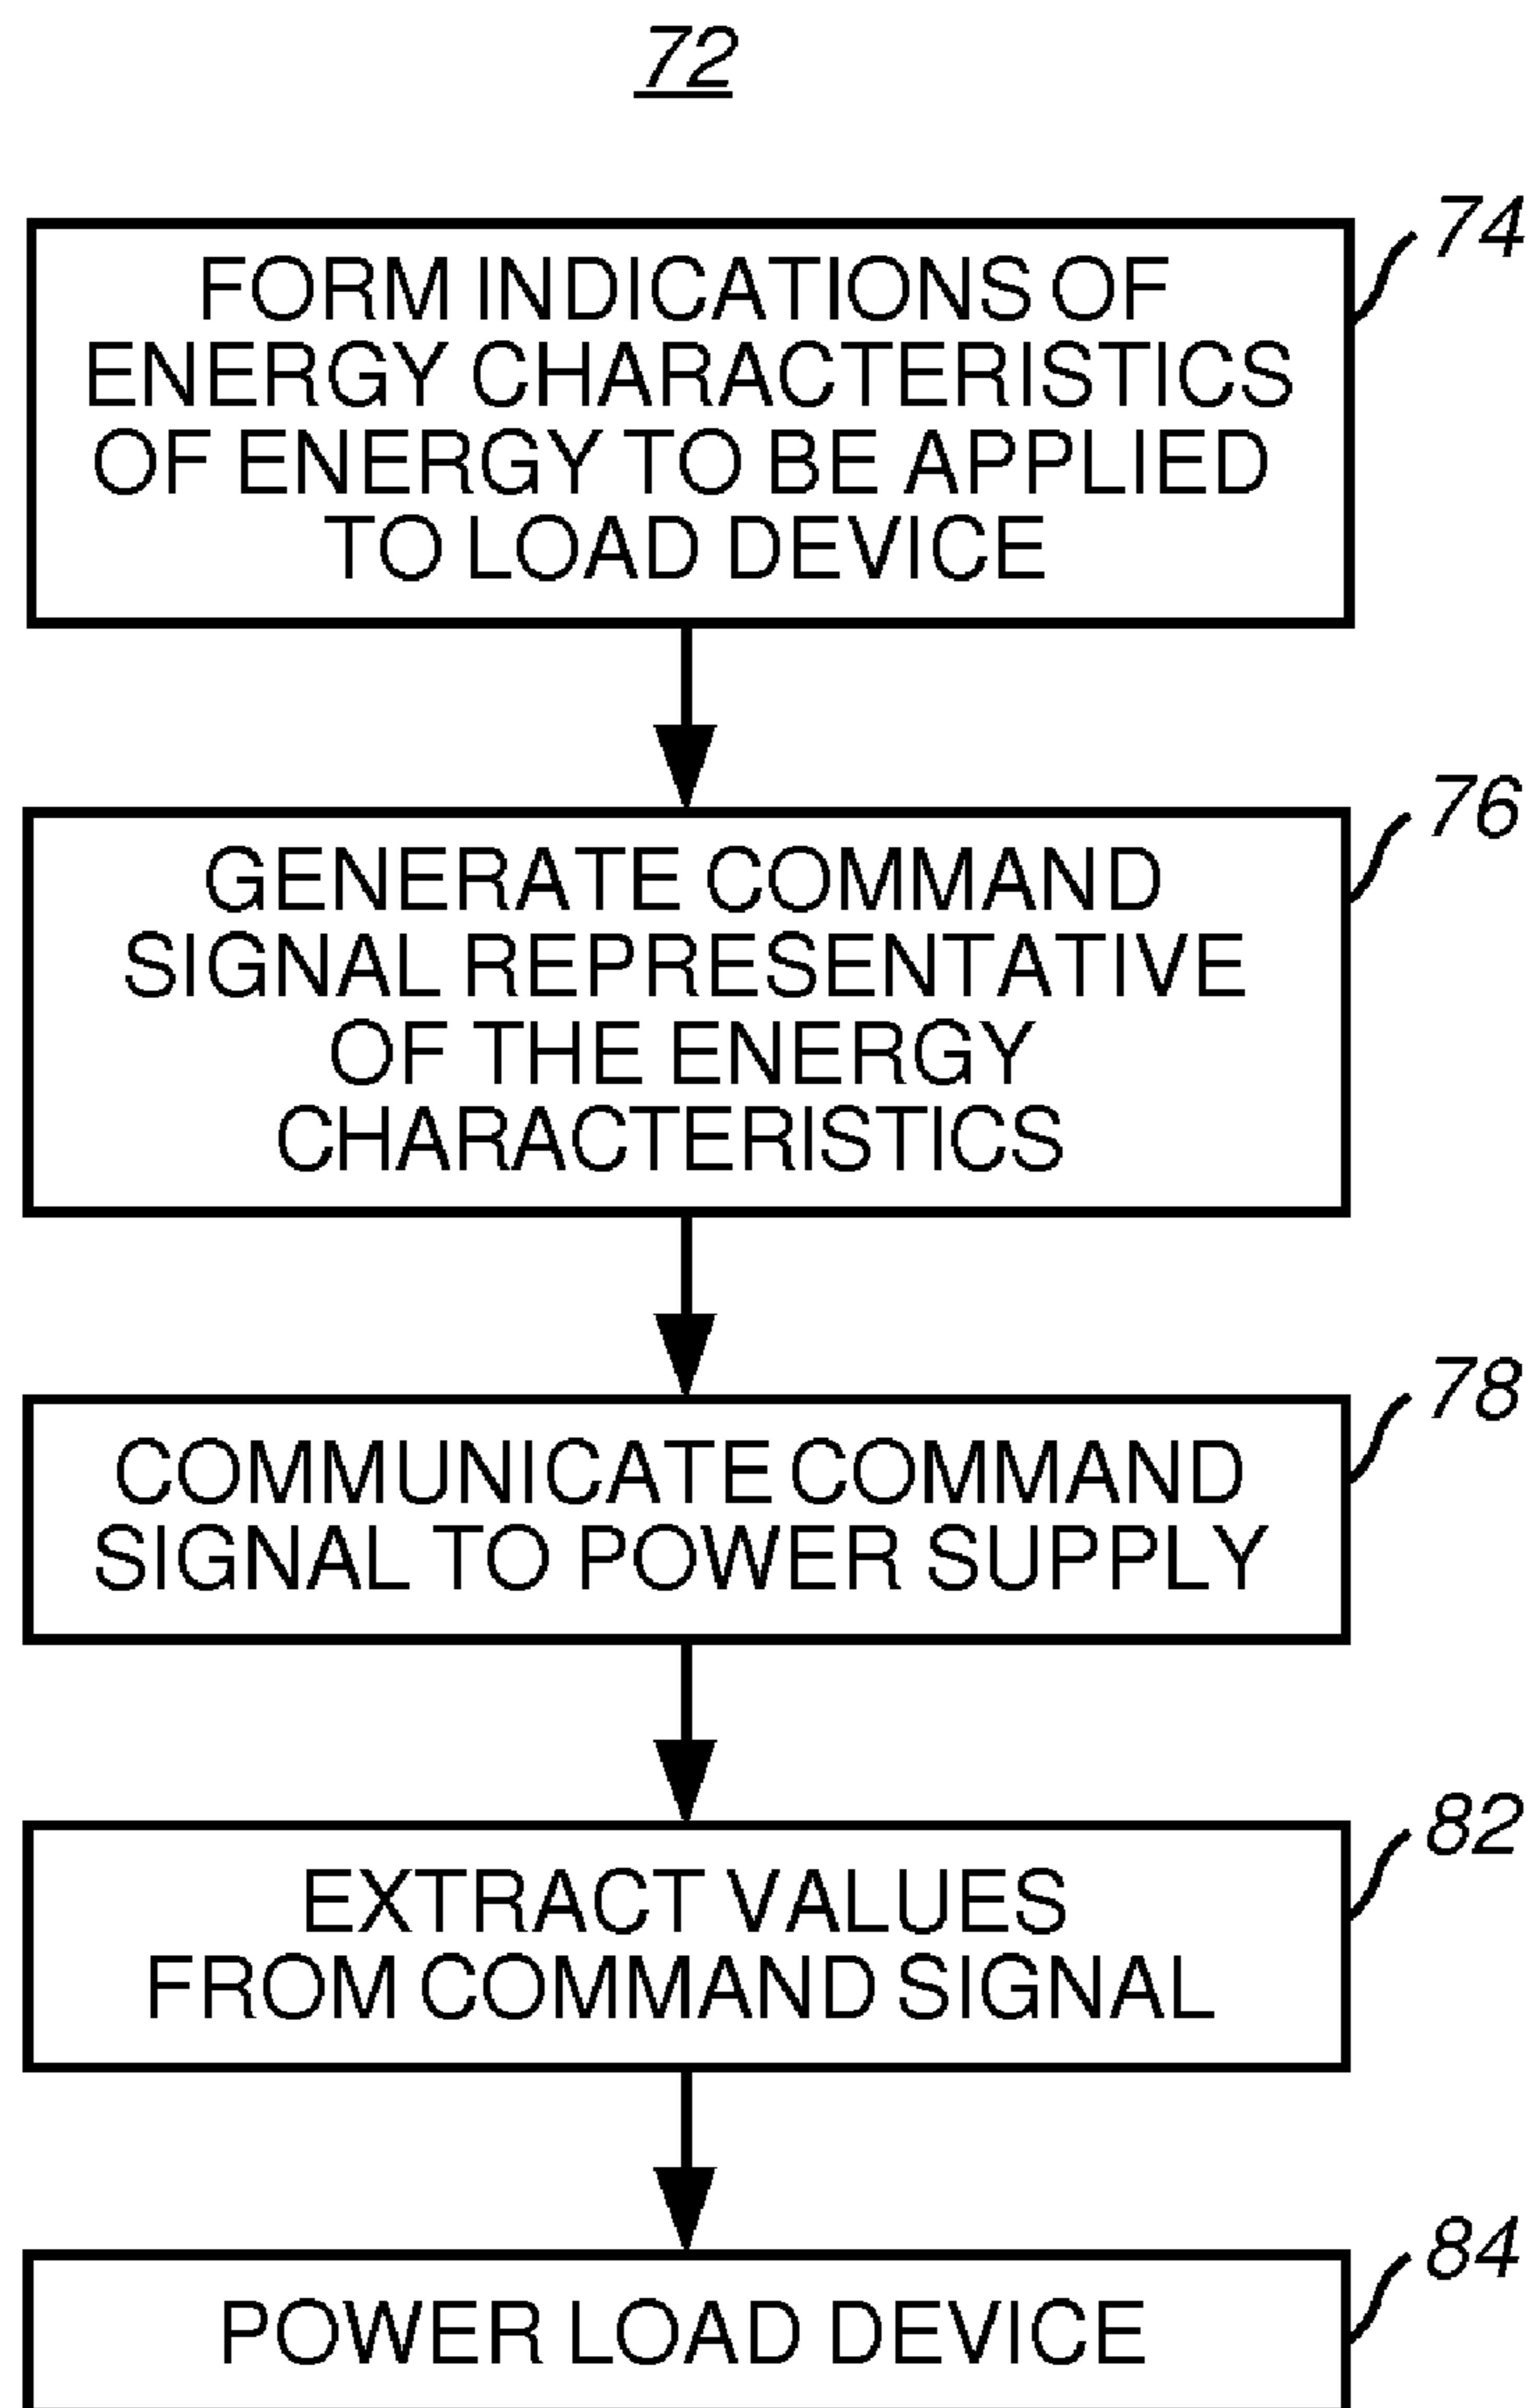 72
74
FORM INDICATIONS OF
ENERGY CHARACTERISTICS
OF ENERGY TO BE APPLIED
TO LOAD DEVICE
76
GENERATE COMMAND
SIGNAL REPRESENTATIVE
OF THE ENERGY
CHARACTERISTICS
78
COMMUNICATE COMMAND
SIGNAL TO POWER SUPPLY
82
EXTRACT VALUES
FROM COMMAND SIGNAL
84
POWER LOAD DEVICE